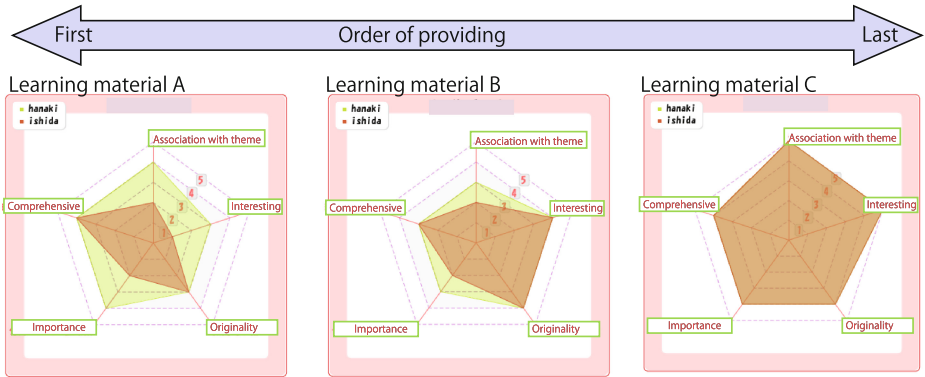 First
Order of providing
Last
Learning material A
hanaki
ishida
Association with theme
5
4
3
2
1
Comprehensive
Interesting
Importance
Originality
Learning material B
hanaki
ishida
Association with theme
5
4
3
2
1
Comprehensive
Interesting
Importance
Originality
Learning material C
hanaki
ishida
Association with theme
5
4
3
2
1
Comprehensive
Interesting
Importance
Originality